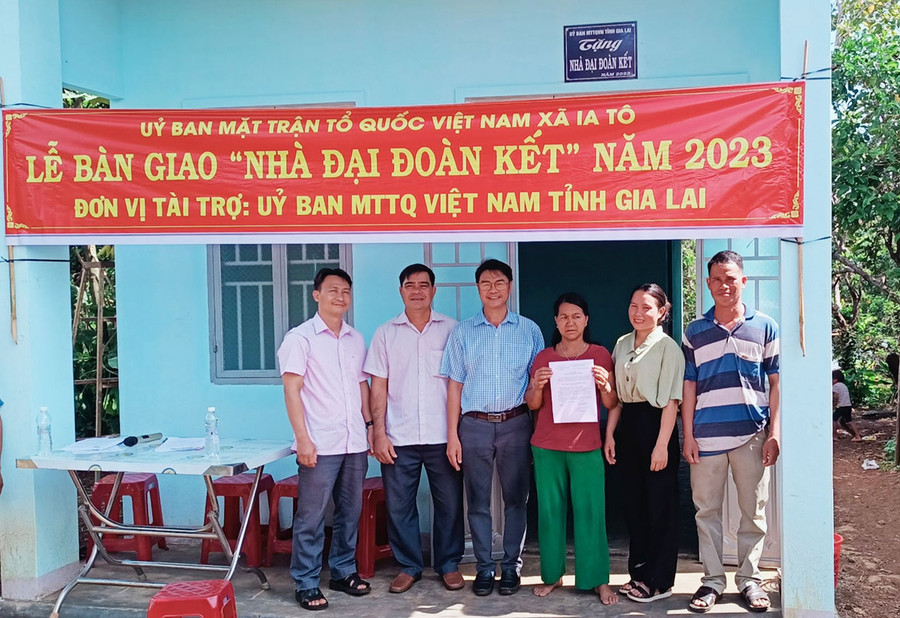 UỶ BAN MTTQVN TỈNH GIA LAI
Tặng
NHÀ ĐẠI ĐOÀN KẾT
NĂM 2023
UỶ BAN MẶT TRẬN TỔ QUỐC VIỆT NAM XÃ IA TÔ
LỄ BÀN GIAO “NHÀ ĐẠI ĐOÀN KẾT” NĂM 2023
ĐƠN VỊ TÀI TRỢ: UỶ BAN MTTQ VIỆT NAM TỈNH GIA LAI